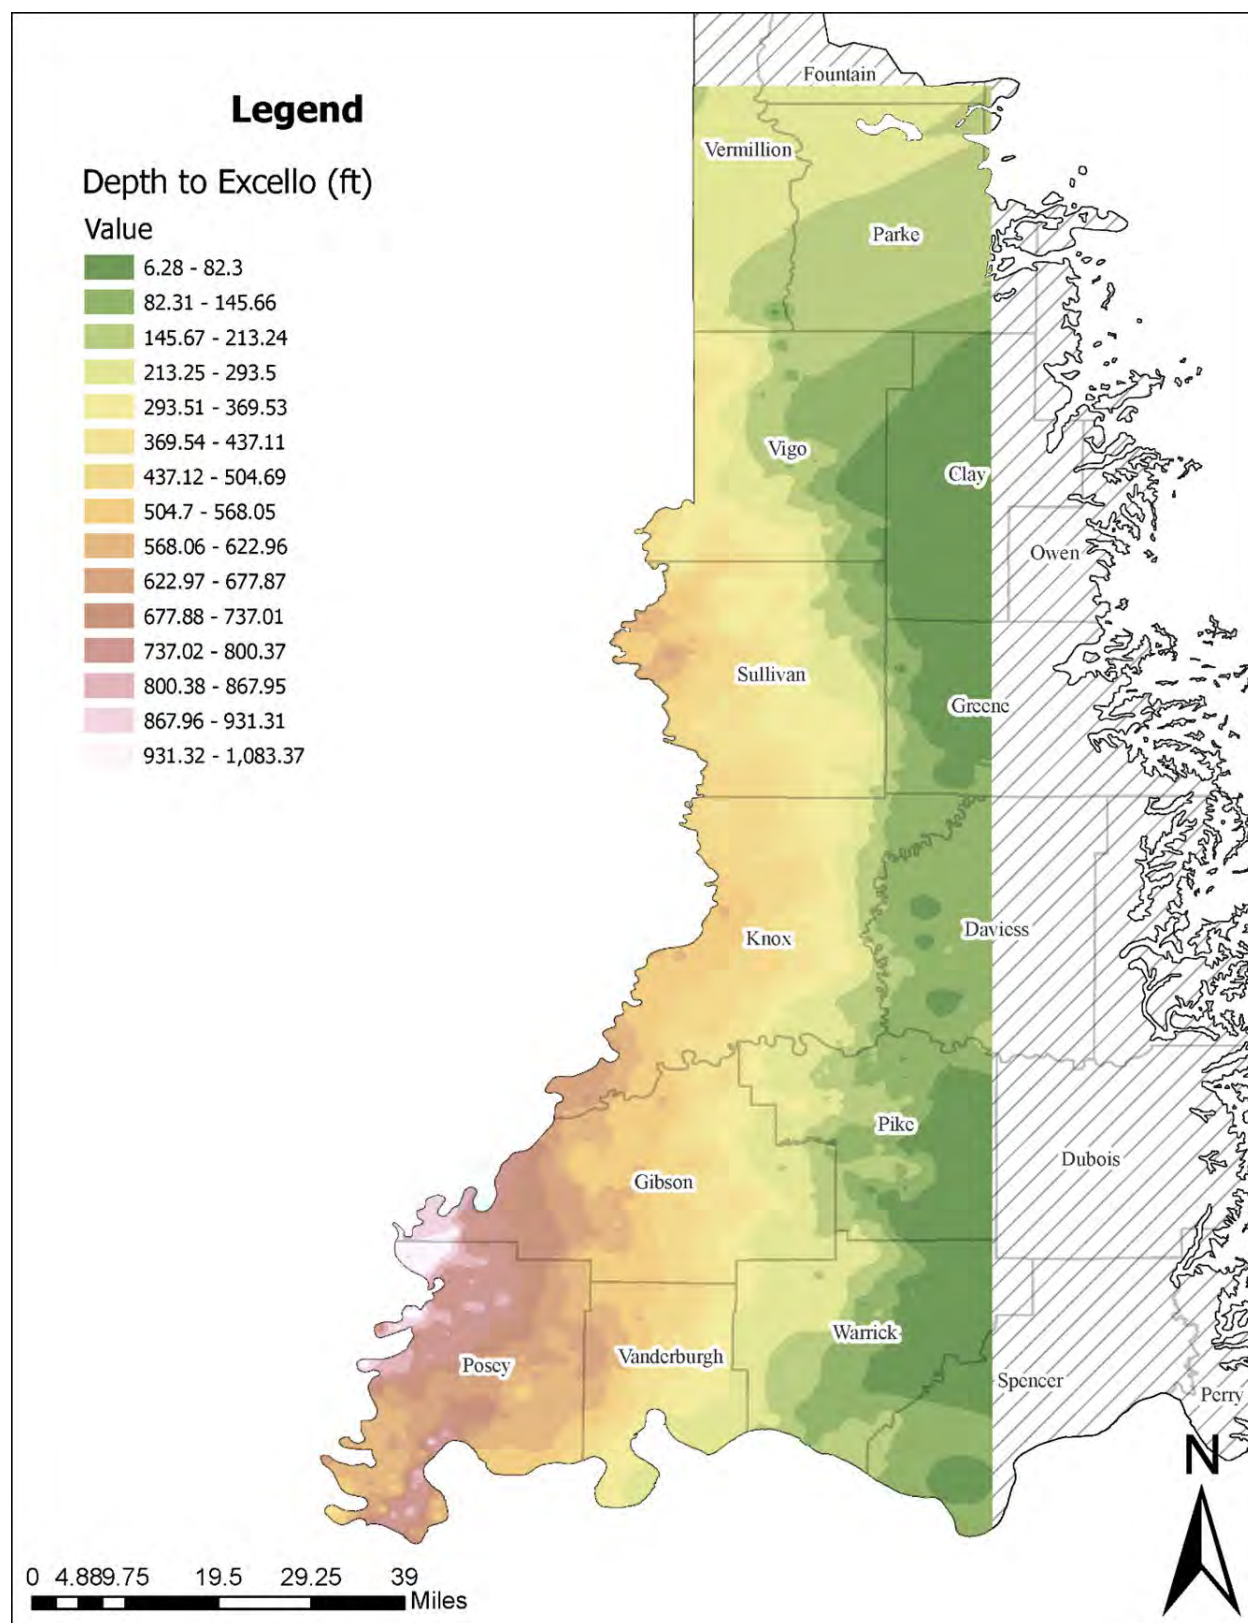 Legend
Depth to Excello (ft)
Value
6.28 - 82.3
82.31 - 145.66
145.67 - 213.24
213.25 - 293.5
293.51 - 369.53
369.54 - 437.11
437.12 - 504.69
504.7 - 568.05
568.06 - 622.96
622.97 - 677.87
677.88 - 737.01
737.02 - 800.37
800.38 - 867.95
867.96 - 931.31
931.32 - 1,083.37
Fountain
Vermillion
Parke
Vigo
Clay
Owen
Sullivan
Greene
Knox
Daviess
Pike
Dubois
Gibson
Warrick
Vanderburgh
Posey
Spencer
Perry
N
0 4.889.75 19.5 29.25 39
Miles